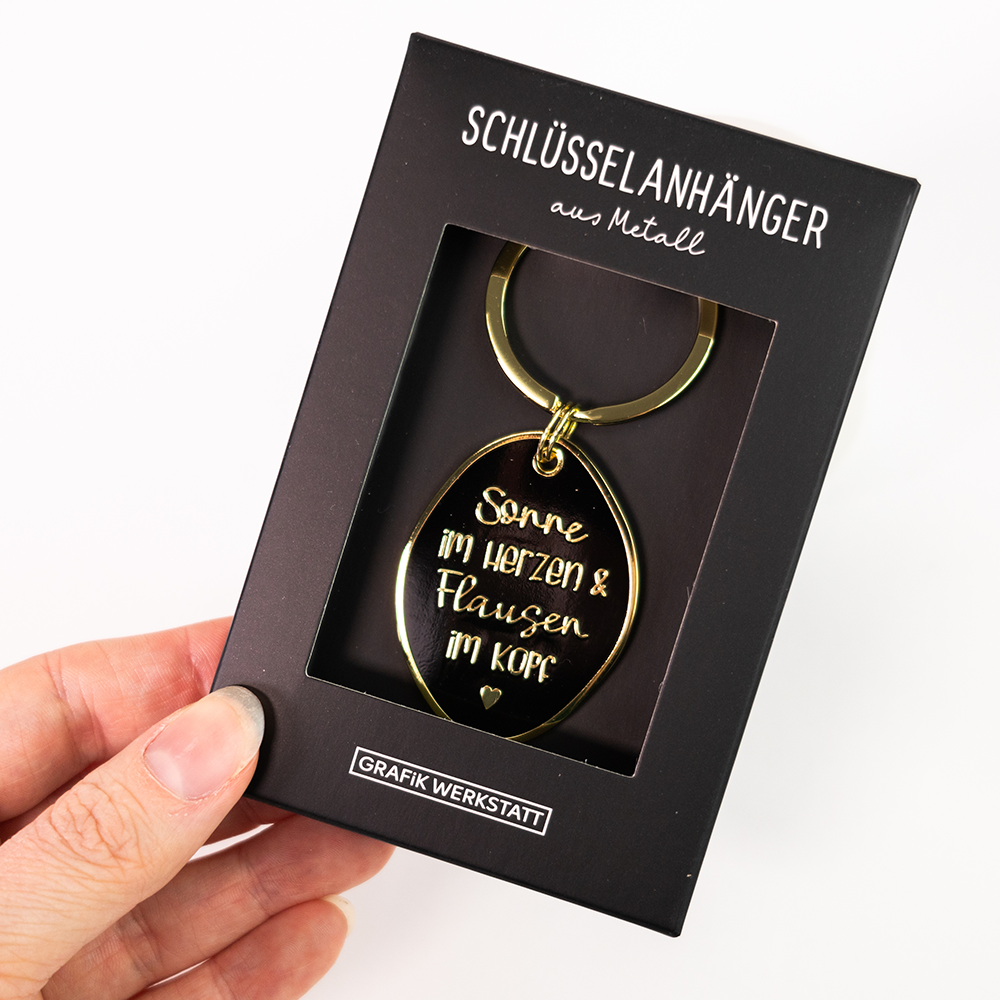 SCHLÜSSELANHÄNGER
aus Metall
Sonne
im Herzen &
Flausen
im Kopf
GRAFiK WERKSTATT